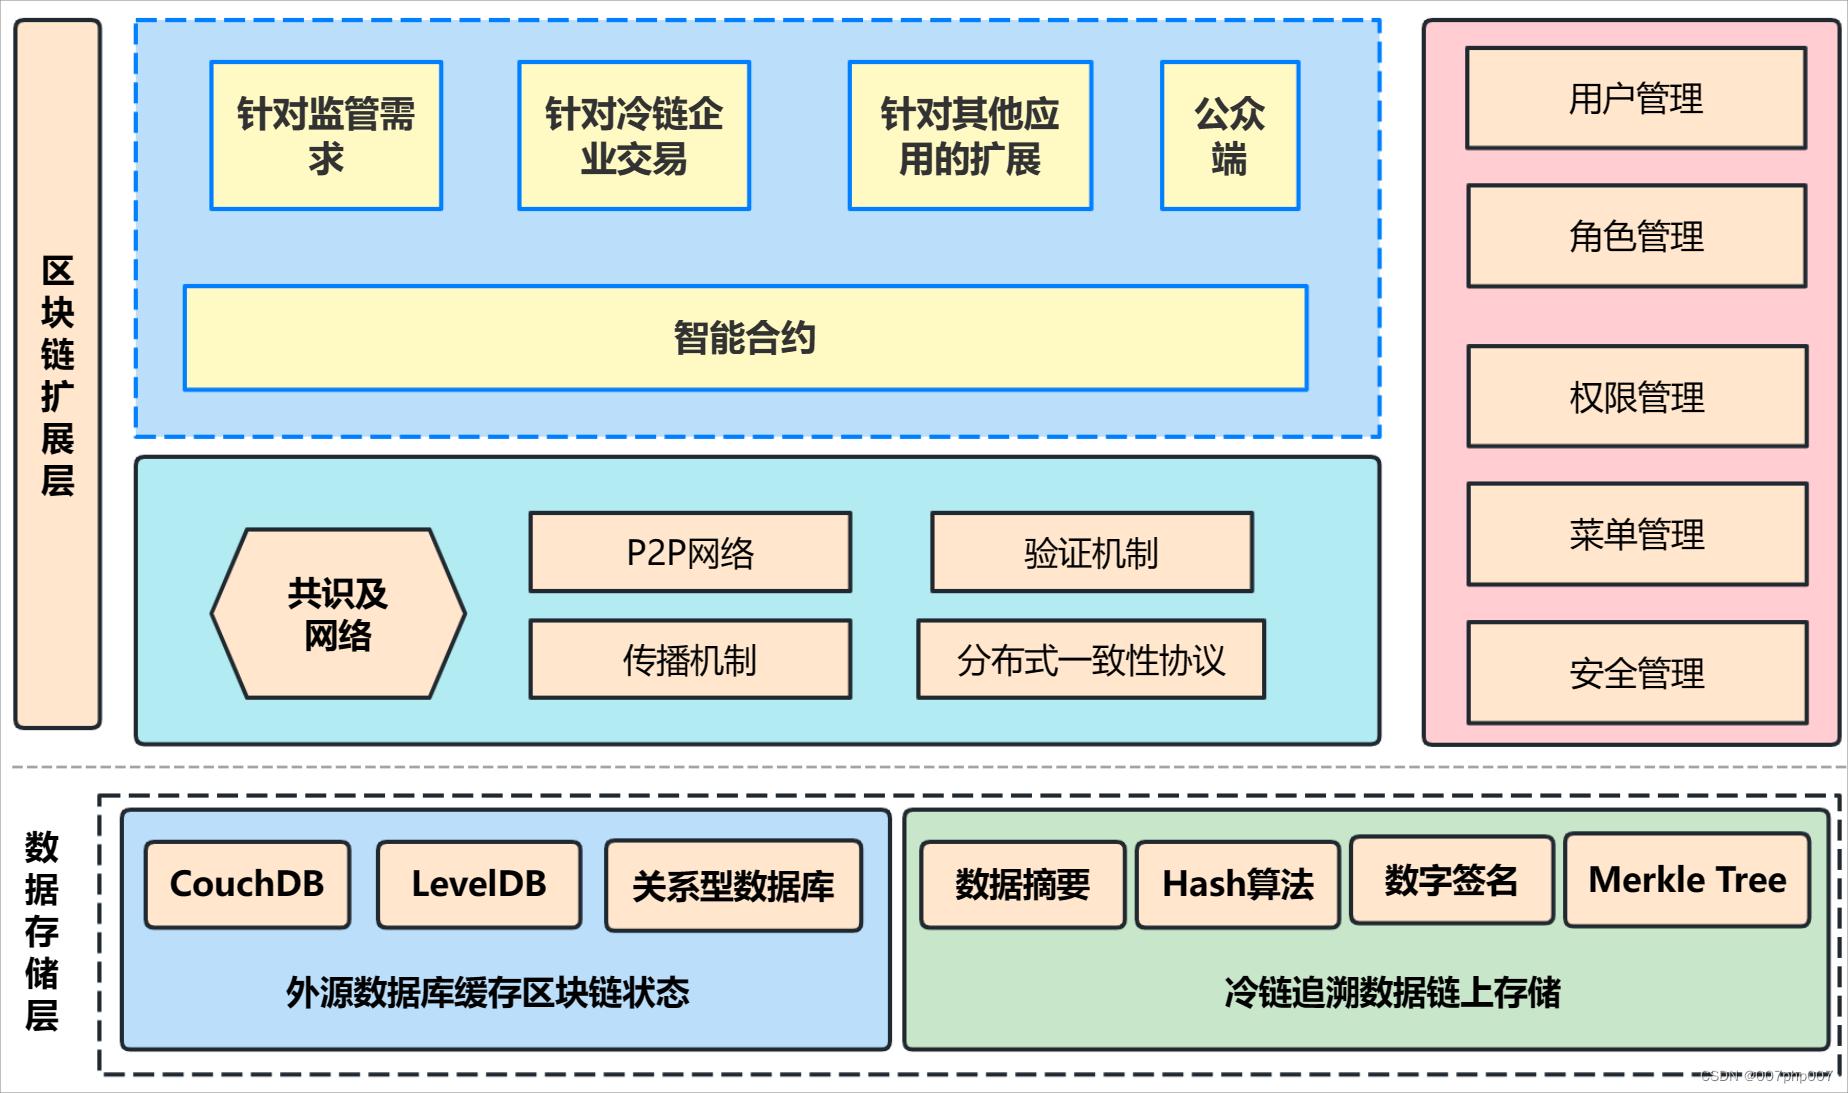 区
块
链
扩
展
层
针对监管需
求
针对冷链企
业交易
针对其他应
用的扩展
公众
端
智能合约
共识及
网络
P2P网络
验证机制
传播机制
分布式一致性协议
用户管理
角色管理
权限管理
菜单管理
安全管理
数
据
存
储
层
CouchDB
LevelDB
关系型数据库
外源数据库缓存区块链状态
数据摘要
Hash算法
数字签名
Merkle Tree
冷链追溯数据链上存储
CSDN @007php007